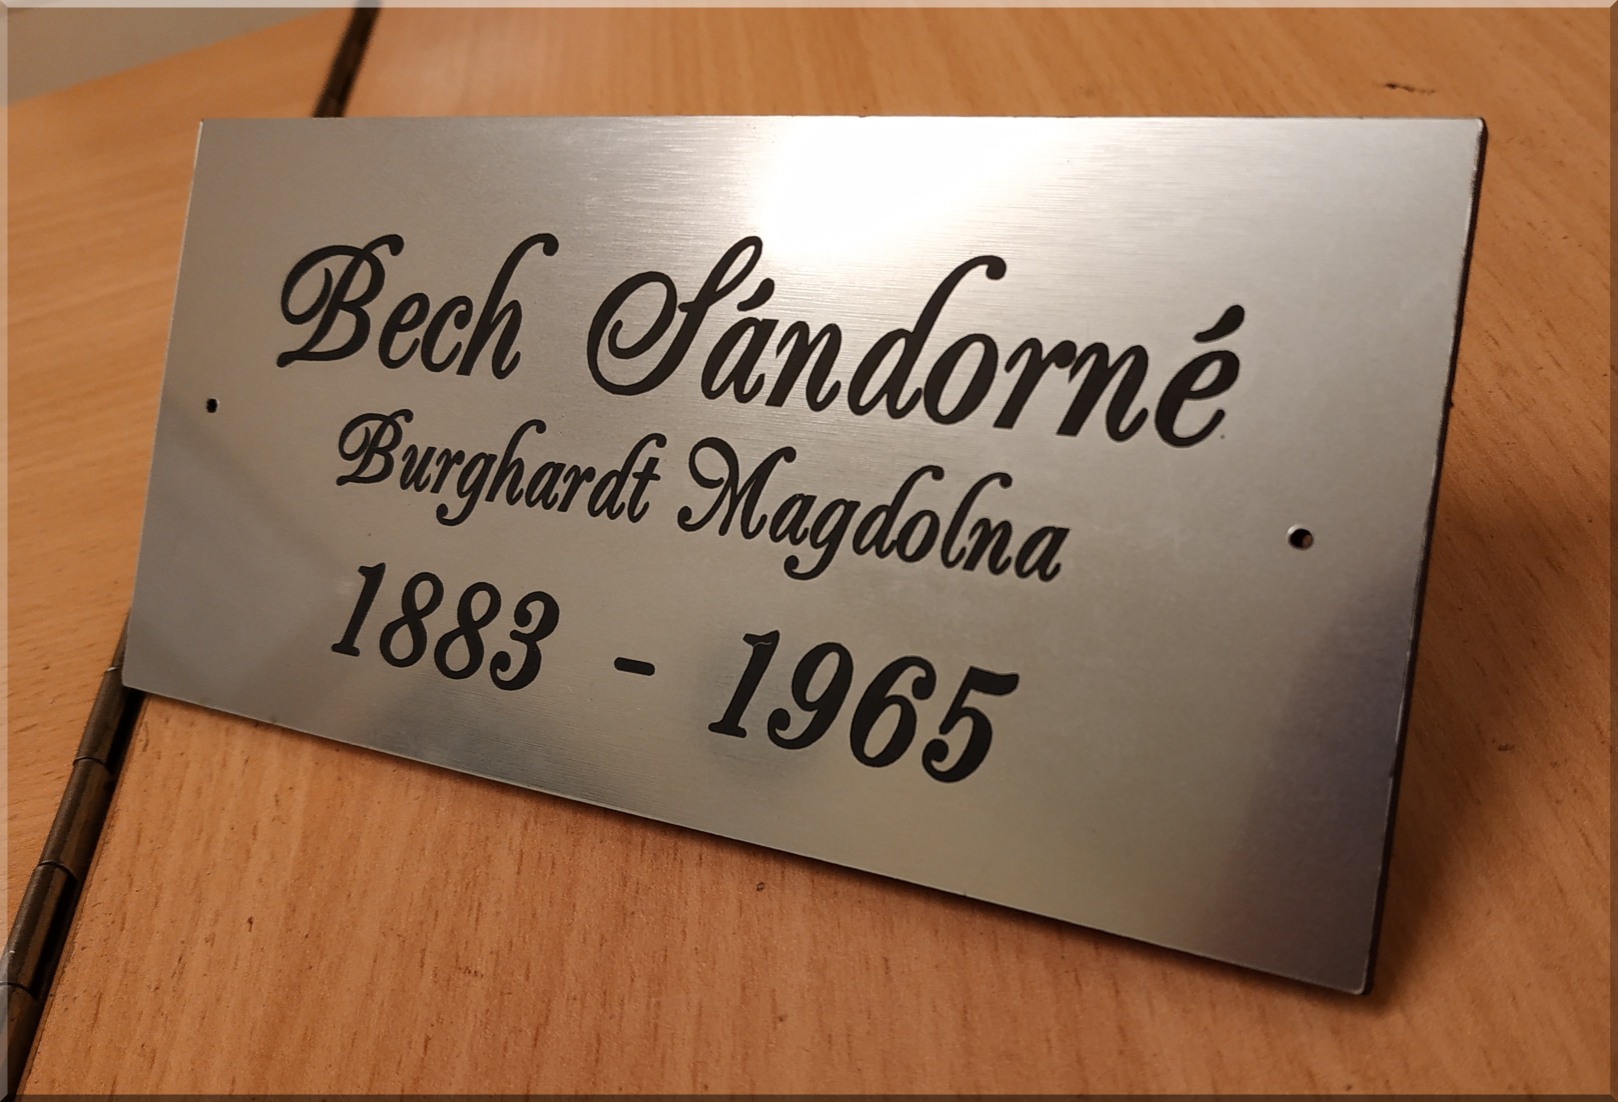 Bech Sándorné
Burghardt Magdolna
1883 - 1965